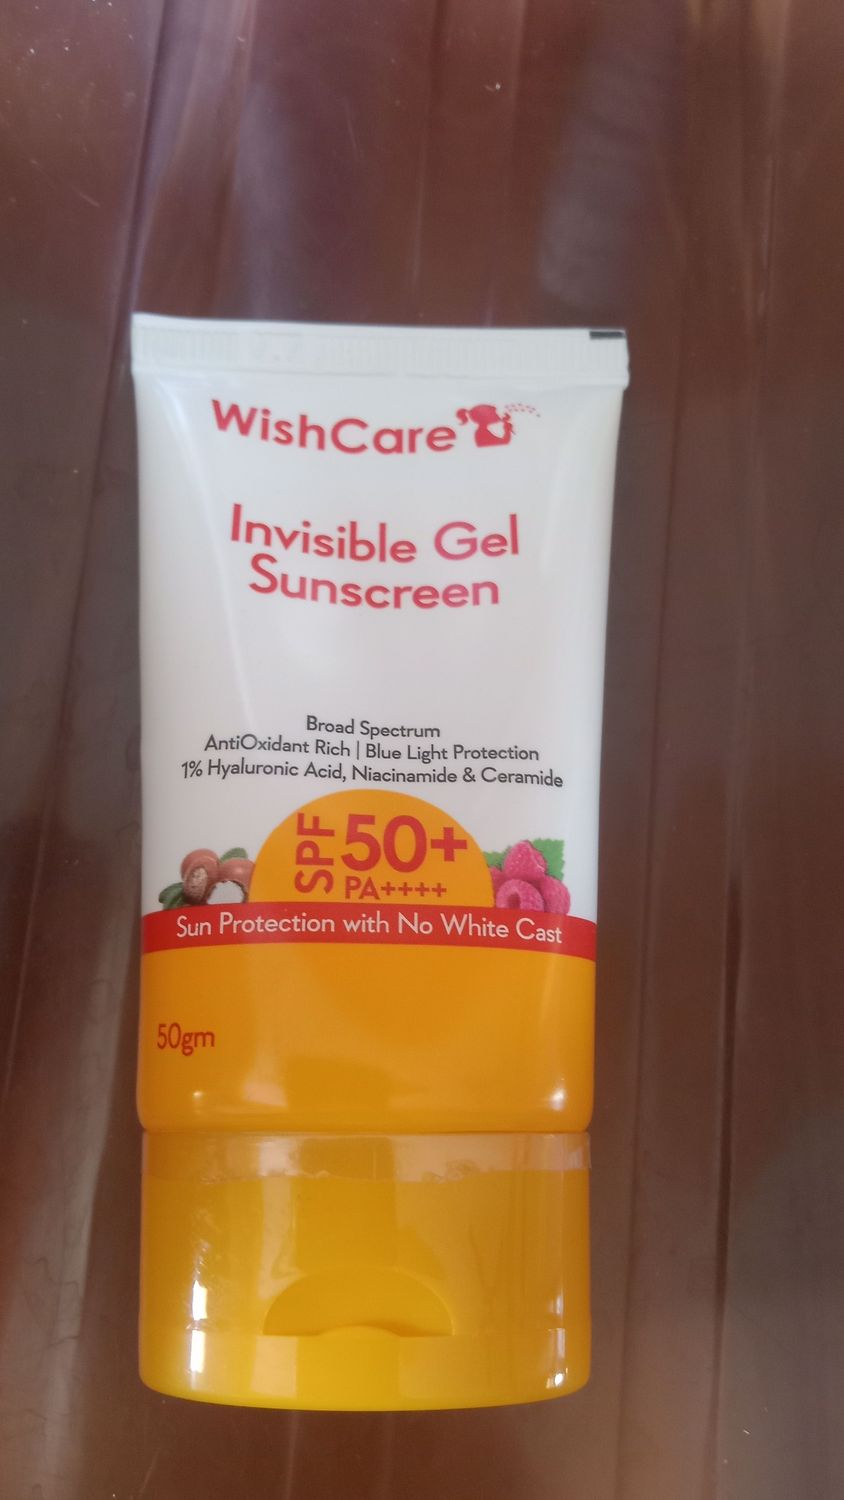 WishCare
Invisible Gel
Sunscreen
Broad Spectrum
AntiOxidant Rich | Blue Light Protection
1% Hyaluronic Acid, Niacinamide & Ceramide
SPF 50+
PA++++
Sun Protection with No White Cast
50gm